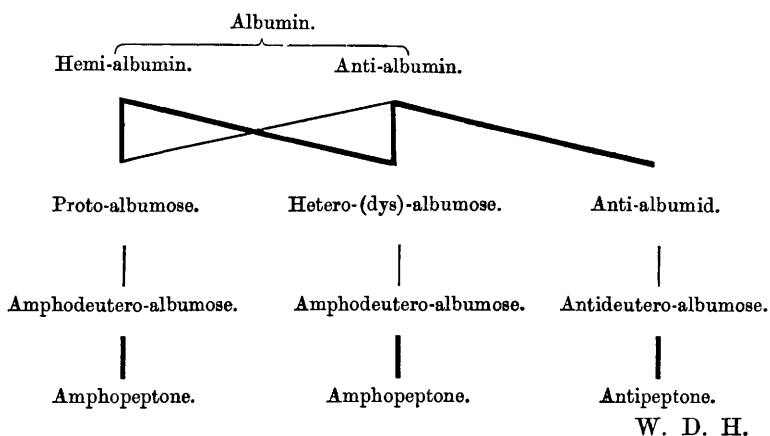 Albumin.
Hemi-albumin. Anti-albumin.
Proto-albumose. Hetero-(dys)-albumose. Anti-albumid.
Amphodeutero-albumose. Amphodeutero-albumose. Antideutero-albumose.
Amphopeptone. Amphopeptone. Antipeptone.
W. D. H.